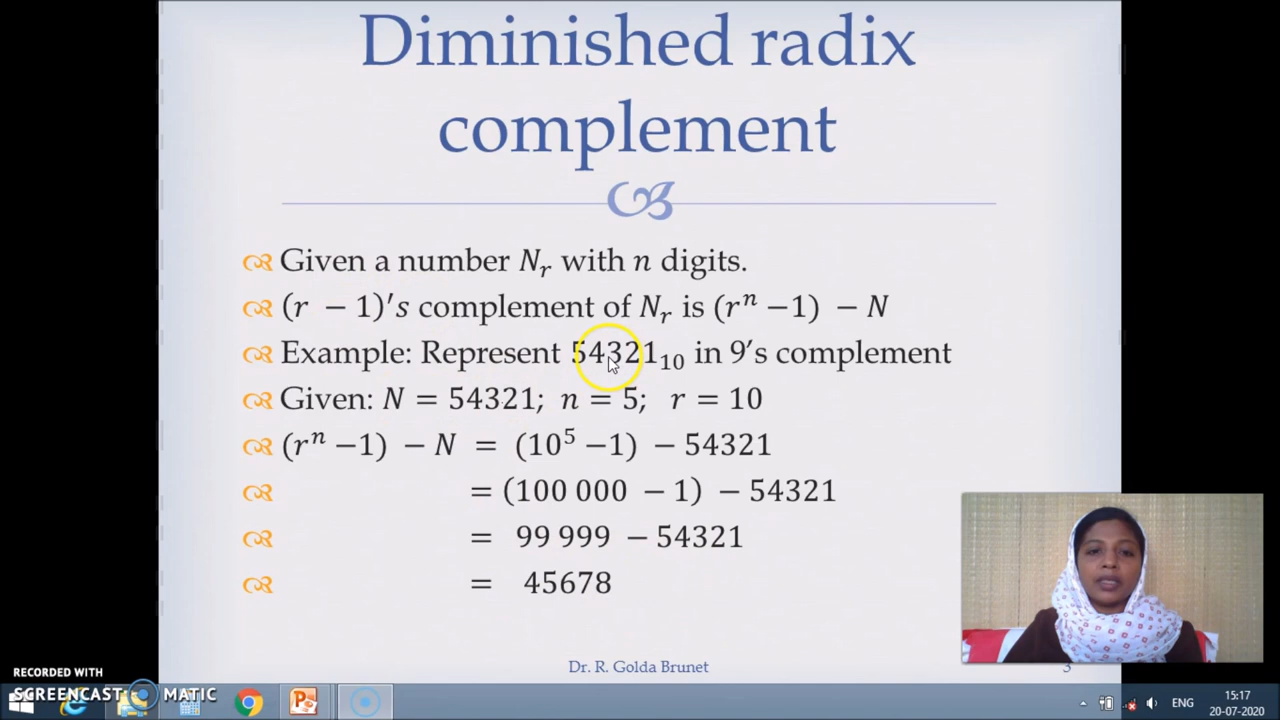 Diminished radix
complement
Given a number N_r with n digits.
(r − 1)'s complement of N_r is (r^n −1) − N
Example: Represent 54321_10 in 9's complement
Given: N = 54321; n = 5; r = 10
(r^n −1) − N = (10^5 −1) − 54321
= (100 000 − 1) − 54321
= 99 999 − 54321
= 45678
Dr. R. Golda Brunet
3
RECORDED WITH
SCREENCAST MATIC
ENG
15:17
20-07-2020